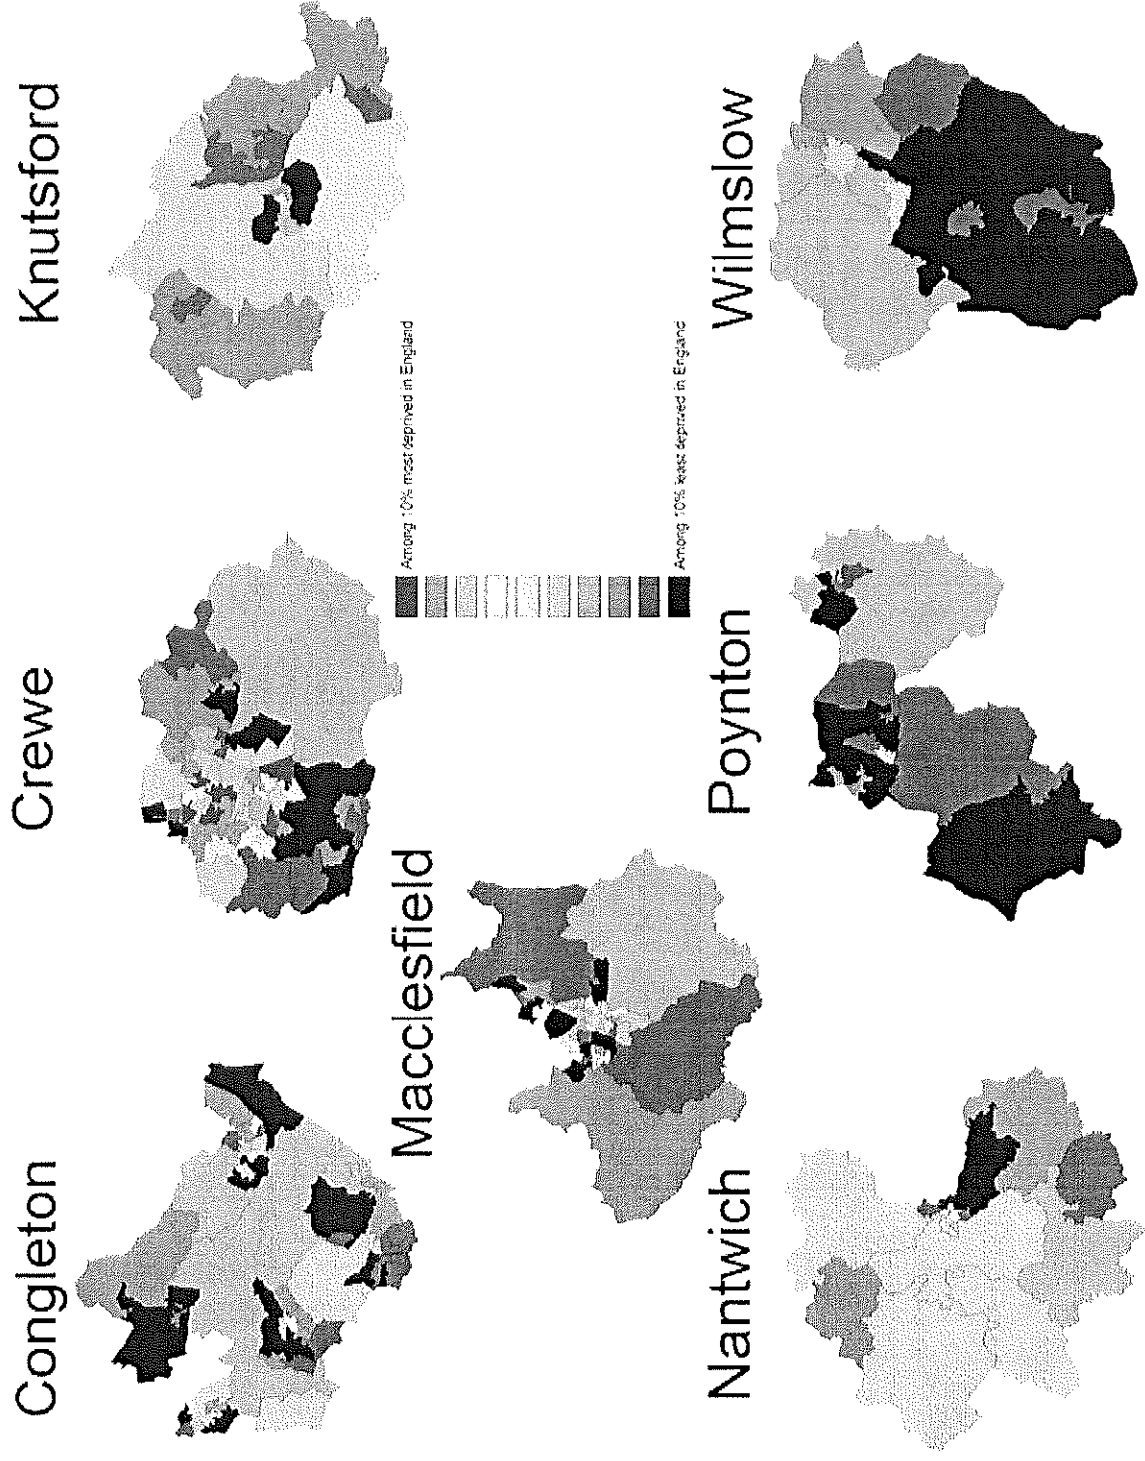 Congleton
Crewe
Knutsford
Macclesfield
Among 10% most deprived in England
Among 10% least deprived in England
Nantwich
Poynton
Wilmslow